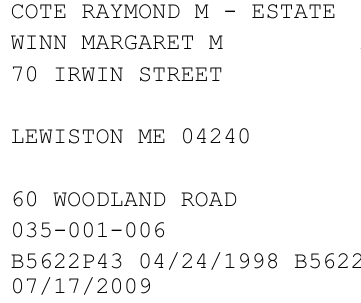 COTE RAYMOND M - ESTATE
WINN MARGARET M
70 IRWIN STREET
LEWISTON ME 04240
60 WOODLAND ROAD
035-001-006
B5622P43 04/24/1998 B5622
07/17/2009